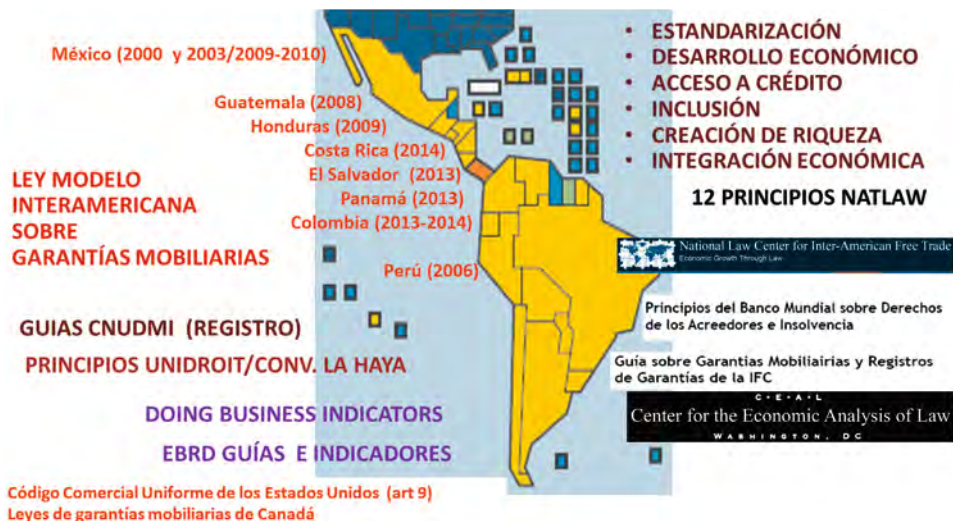 México (2000 y 2003/2009-2010)
Guatemala (2008)
Honduras (2009)
Costa Rica (2014)
El Salvador (2013)
Panamá (2013)
Colombia (2013-2014)
Perú (2006)
LEY MODELO
INTERAMERICANA
SOBRE
GARANTÍAS MOBILIARIAS
GUIAS CNUDMI (REGISTRO)
PRINCIPIOS UNIDROIT/CONV. LA HAYA
DOING BUSINESS INDICATORS
EBRD GUÍAS E INDICADORES
Código Comercial Uniforme de los Estados Unidos (art 9)
Leyes de garantías mobiliarias de Canadá
• ESTANDARIZACIÓN
• DESARROLLO ECONÓMICO
• ACCESO A CRÉDITO
• INCLUSIÓN
• CREACIÓN DE RIQUEZA
• INTEGRACIÓN ECONÓMICA
12 PRINCIPIOS NATLAW
National Law Center for Inter-American Free Trade
Economic Growth Through Law
Principios del Banco Mundial sobre Derechos
de los Acreedores e Insolvencia
Guía sobre Garantias Mobiliairias y Registros
de Garantías de la IFC
C • E • A • L
Center for the Economic Analysis of Law
WASHINGTON, DC